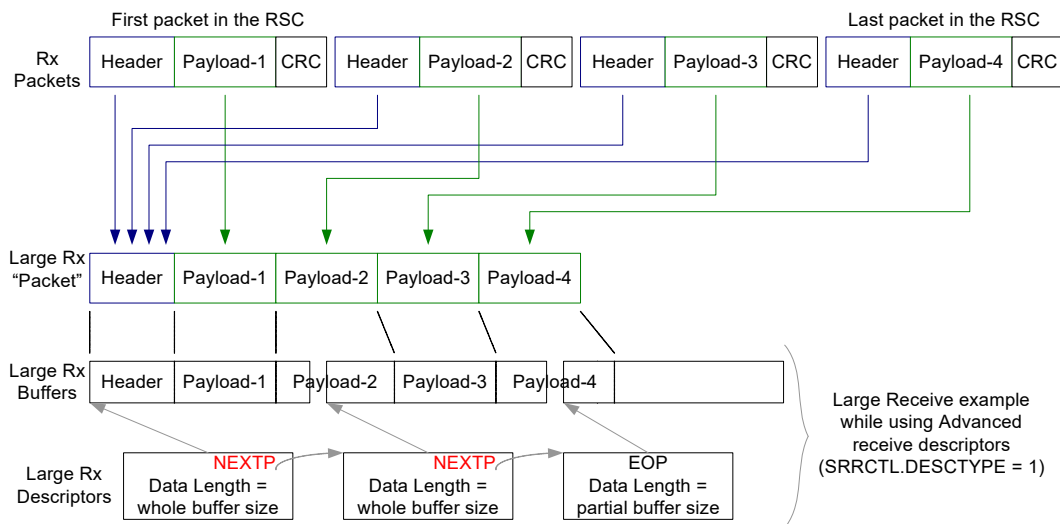 First packet in the RSC
Last packet in the RSC
Rx
Packets
Header Payload-1 CRC Header Payload-2 CRC Header Payload-3 CRC Header Payload-4 CRC
Large Rx
“Packet”
Header Payload-1 Payload-2 Payload-3 Payload-4
Large Rx
Buffers
Header Payload-1 Payload-2 Payload-3 Payload-4
Large Rx
Descriptors
NEXTP
Data Length =
whole buffer size
NEXTP
Data Length =
whole buffer size
EOP
Data Length =
partial buffer size
Large Receive example
while using Advanced
receive descriptors
(SRRCTL.DESCTYPE = 1)